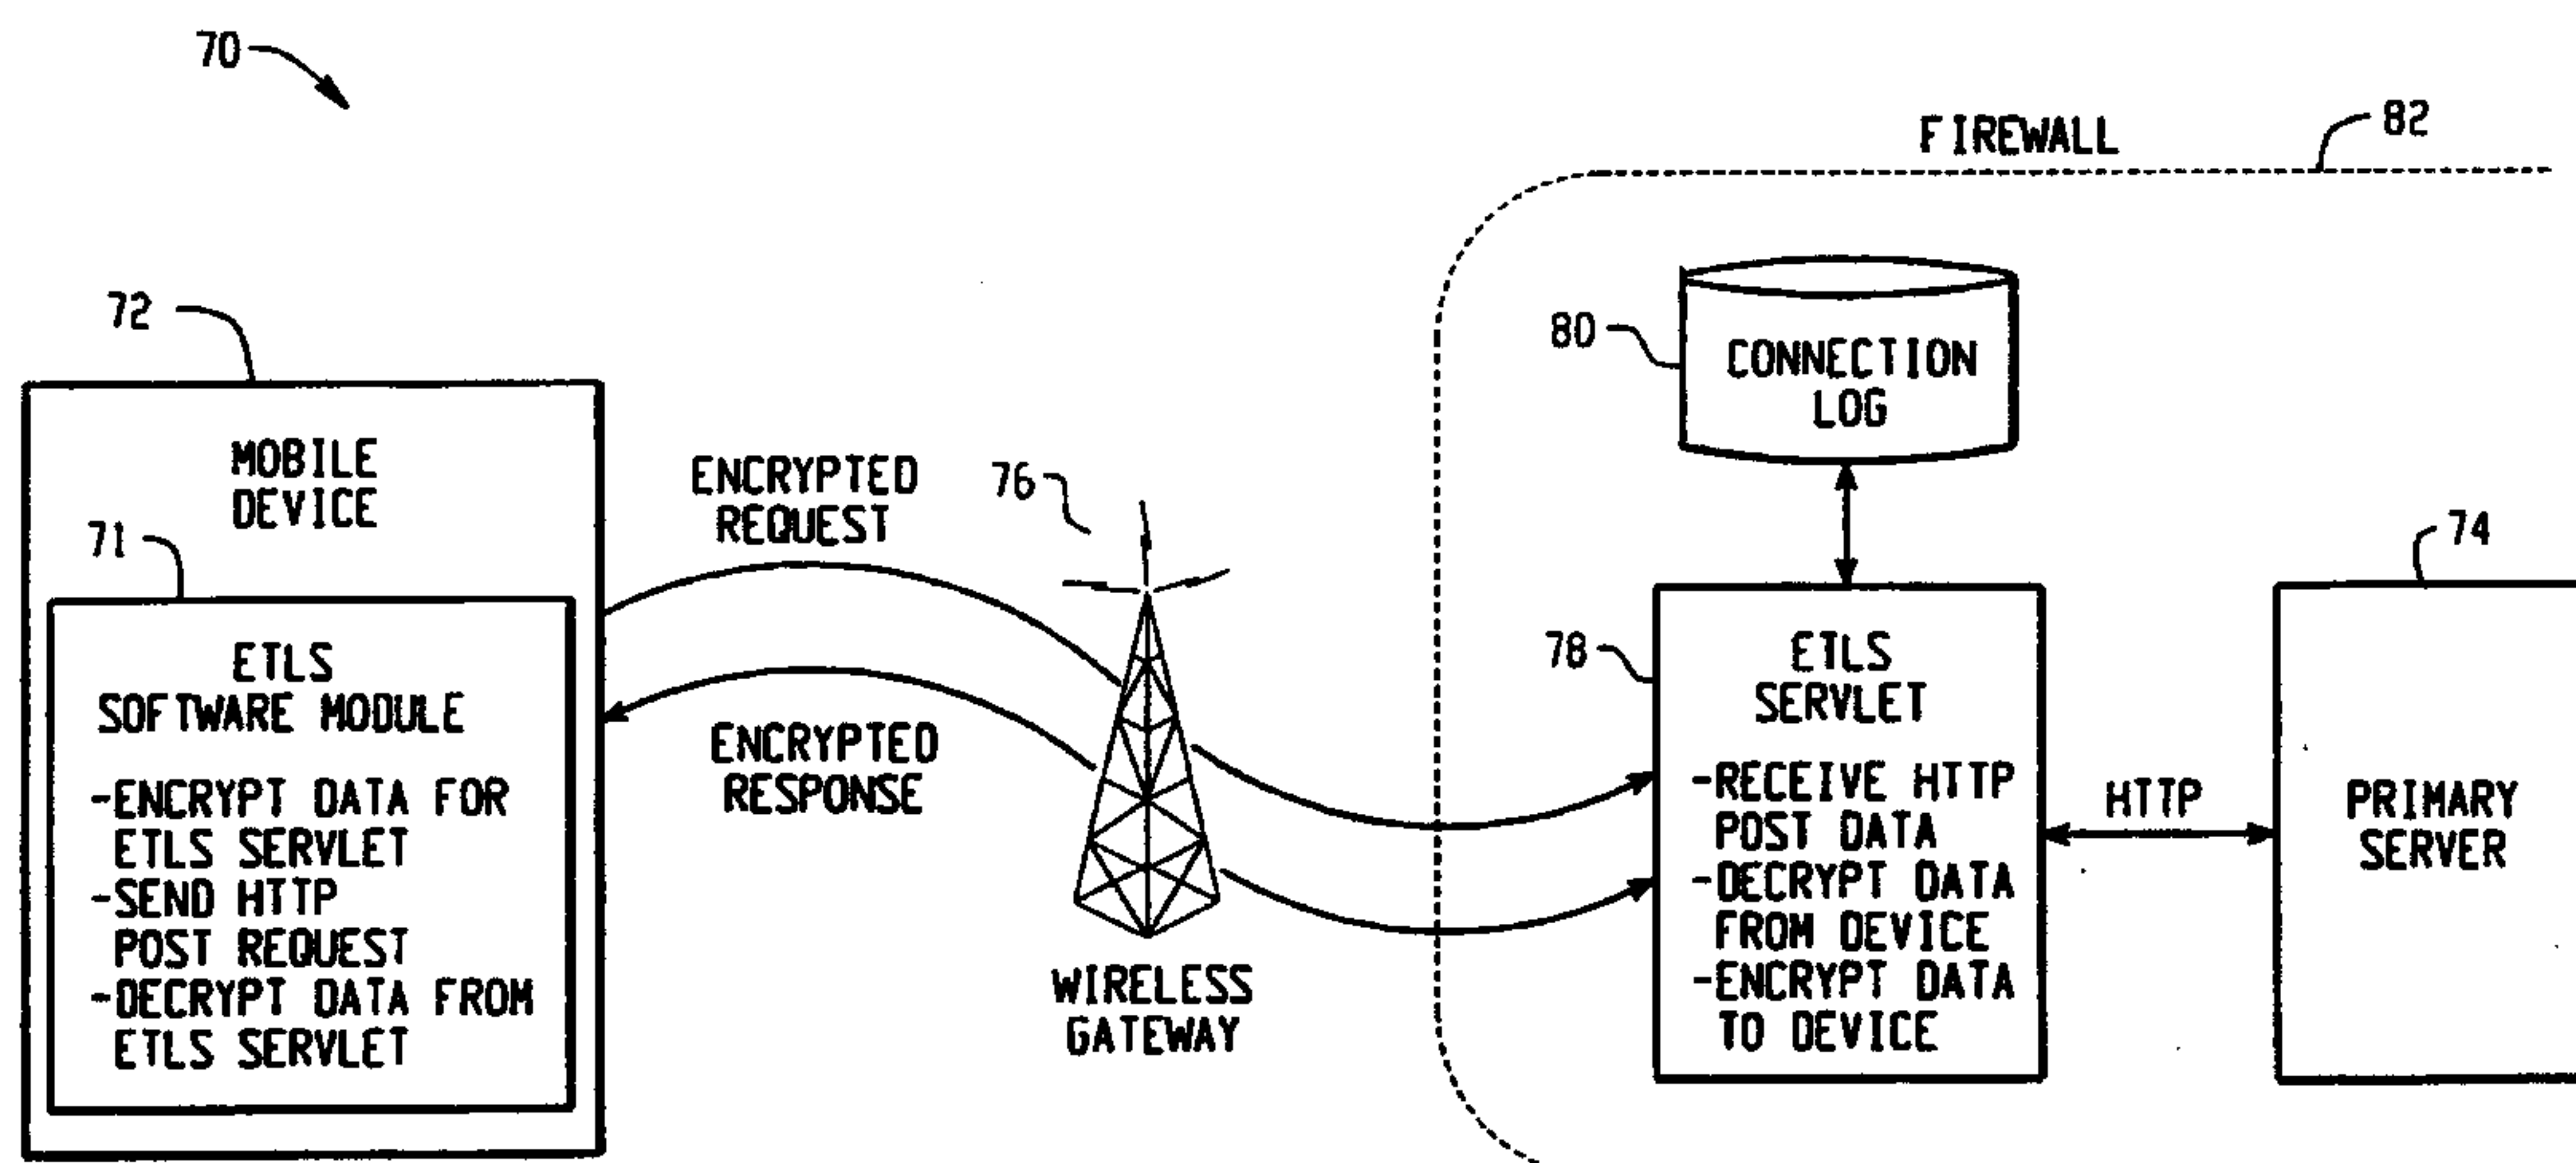 70
FIREWALL
82
72
80
CONNECTION
LOG
MOBILE
DEVICE
71
ENCRYPTED
REQUEST
76
74
ETLS
SOFTWARE MODULE
-ENCRYPT DATA FOR
ETLS SERVLET
-SEND HTTP
POST REQUEST
-DECRYPT DATA FROM
ETLS SERVLET
ENCRYPTED
RESPONSE
WIRELESS
GATEWAY
78
ETLS
SERVLET
-RECEIVE HTTP
POST DATA
-DECRYPT DATA
FROM DEVICE
-ENCRYPT DATA
TO DEVICE
HTTP
PRIMARY
SERVER